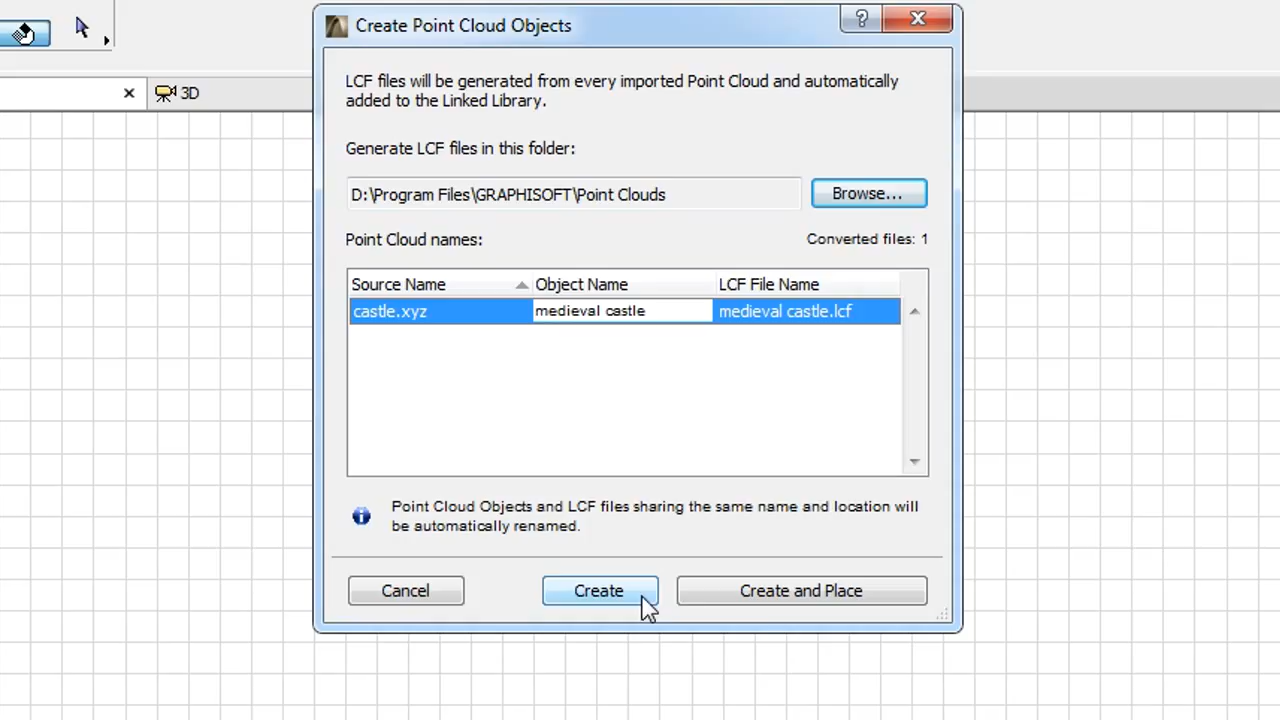 Create Point Cloud Objects
?
3D
LCF files will be generated from every imported Point Cloud and automatically
added to the Linked Library.
Generate LCF files in this folder:
D:\Program Files\GRAPHISOFT\Point Clouds
Browse...
Point Cloud names:
Converted files: 1
Source Name
Object Name
LCF File Name
castle.xyz
medieval castle
medieval castle.lcf
Point Cloud Objects and LCF files sharing the same name and location will
be automatically renamed.
Cancel
Create
Create and Place